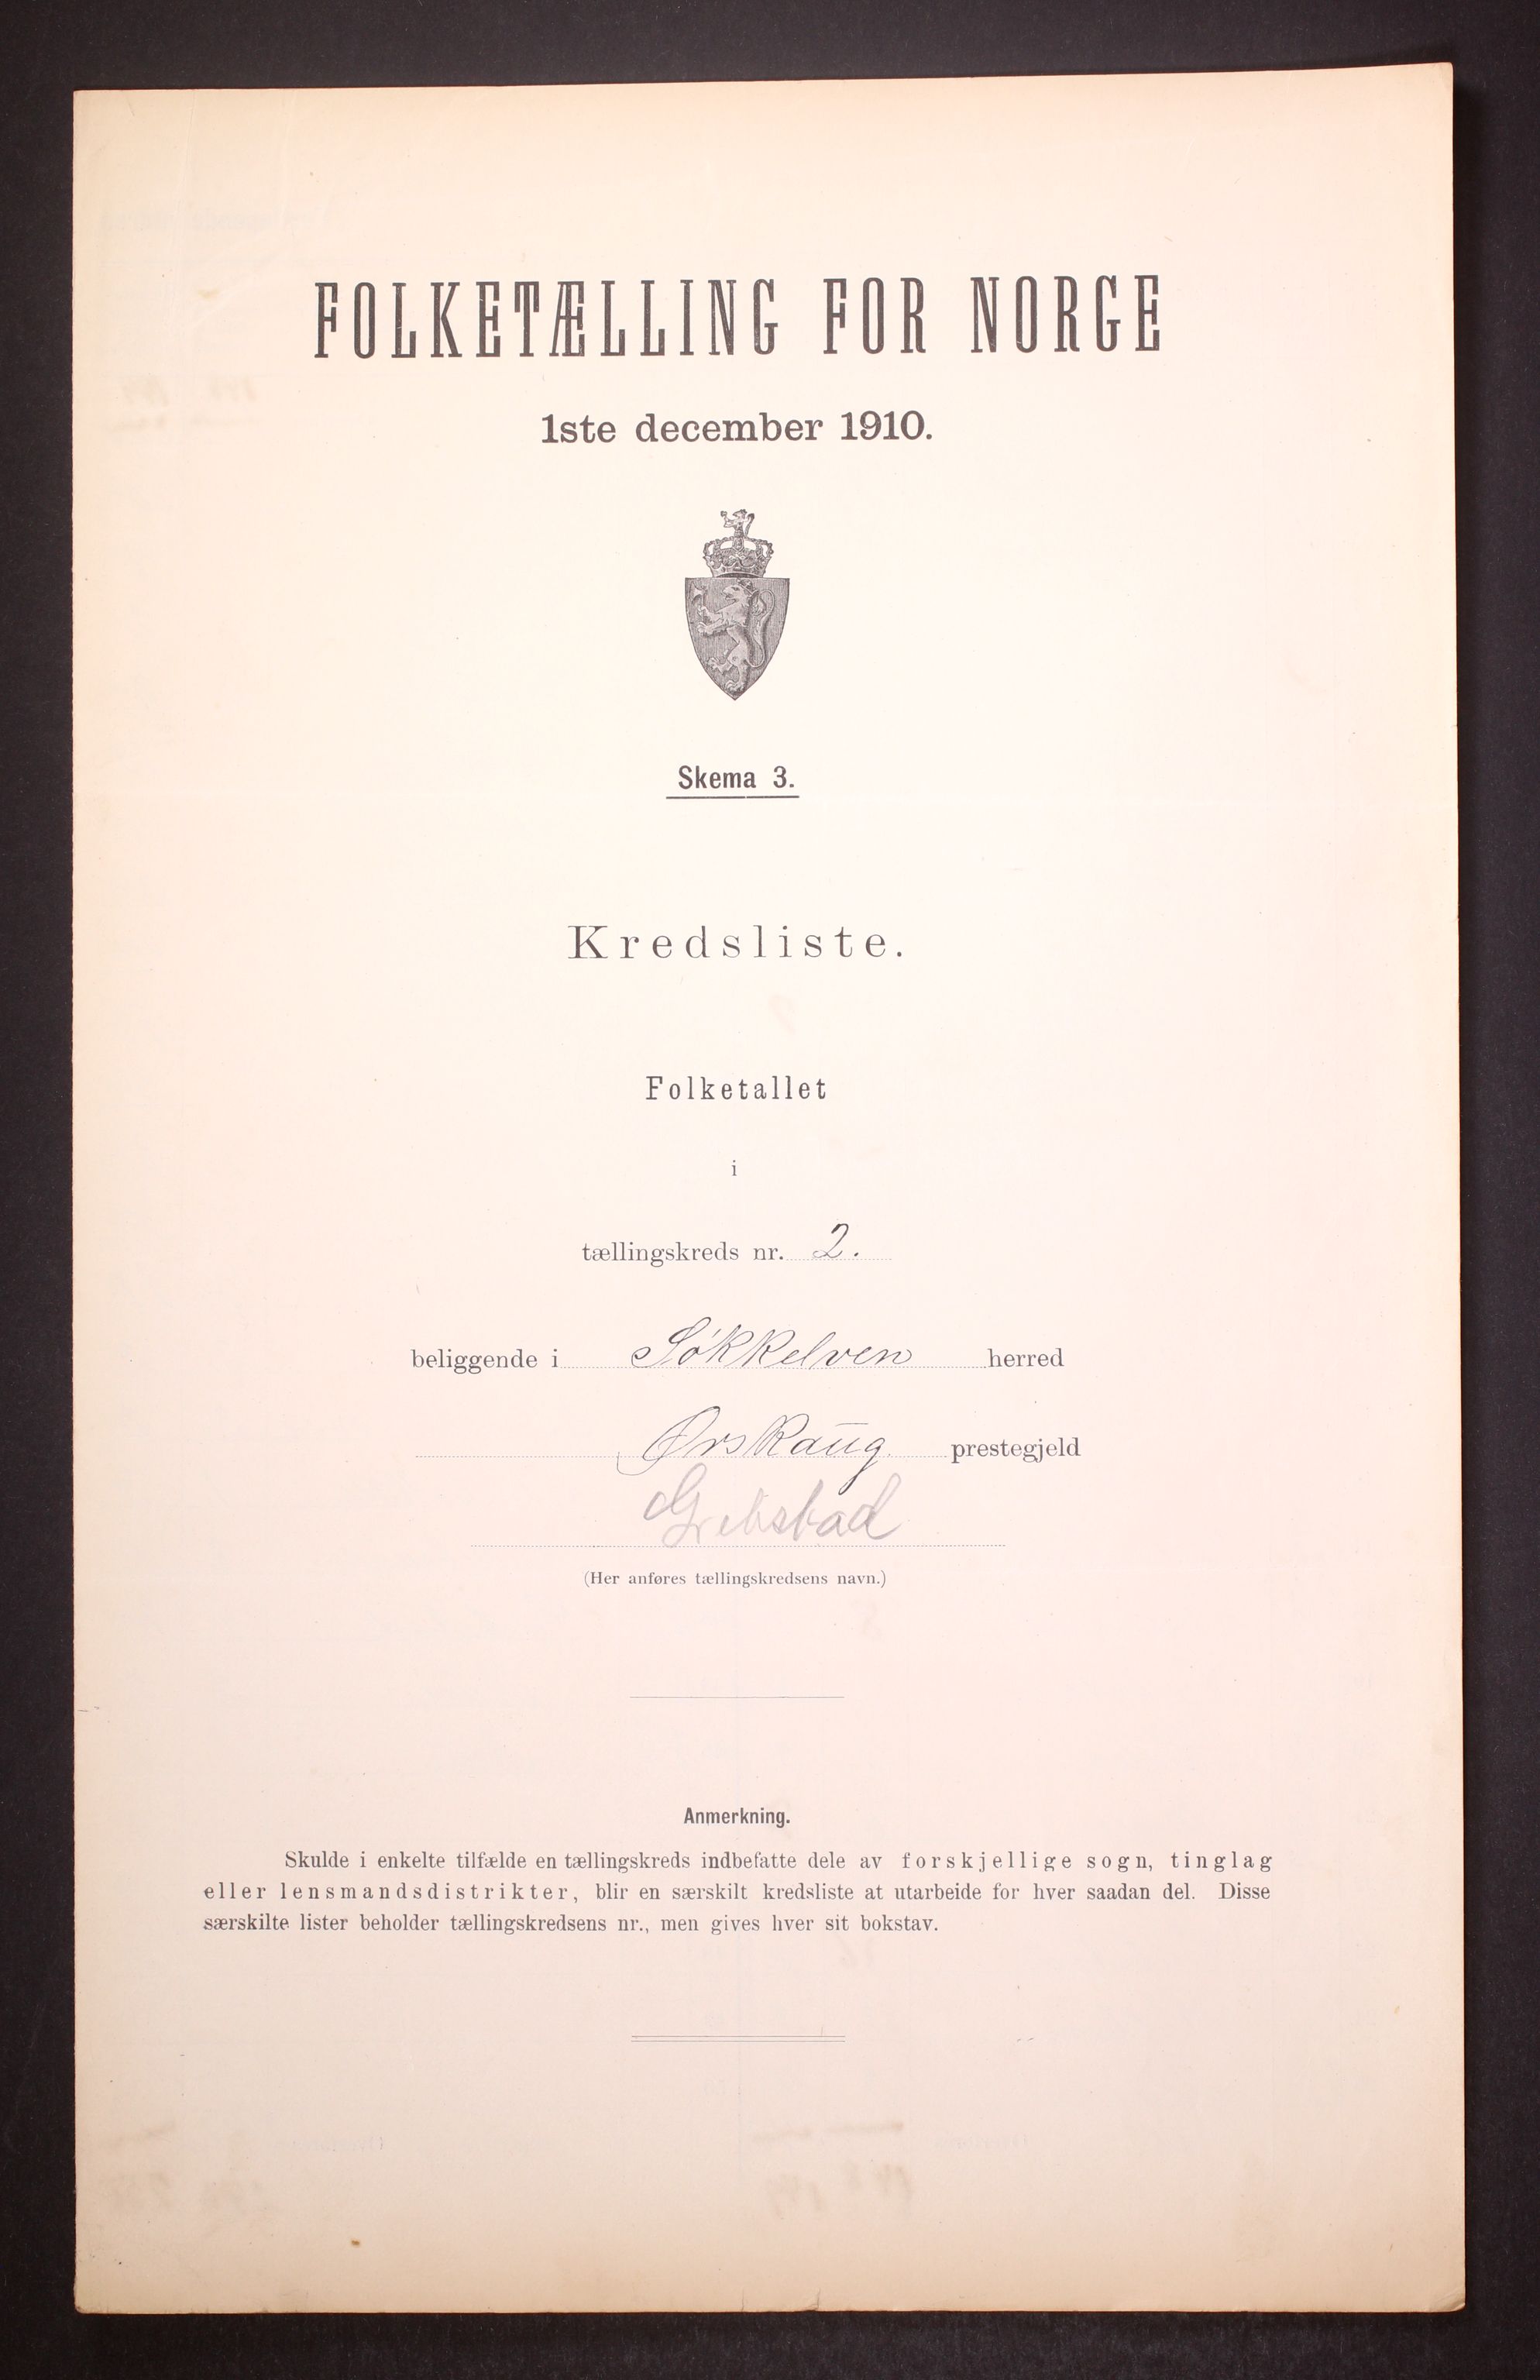 FOLKETÆLLING FOR NORGE
1ste december 1910.
Skema 3.
Kredsliste.
Folketallet
i
tællingskreds nr. 2.
beliggende i Søkkelven herred
Ørskaug prestegjeld
Grebstad
(Her anføres tællingskredsens navn.)
Anmerkning.
Skulde i enkelte tilfælde en tællingskreds indbefatte dele av forskjellige sogn, tinglag
eller lensmandsdistrikter, blir en særskilt kredsliste at utarbeide for hver saadan del. Disse
særskilte lister beholder tællingskredsens nr., men gives hver sit bokstav.